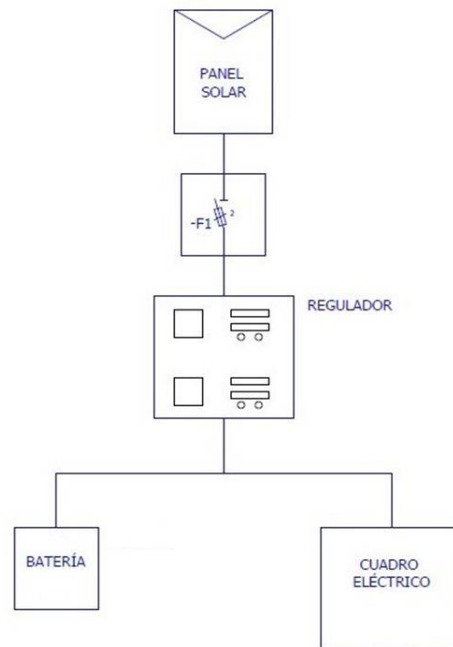 PANEL
SOLAR
-F1
2
REGULADOR
BATERÍA
CUADRO
ELÉCTRICO